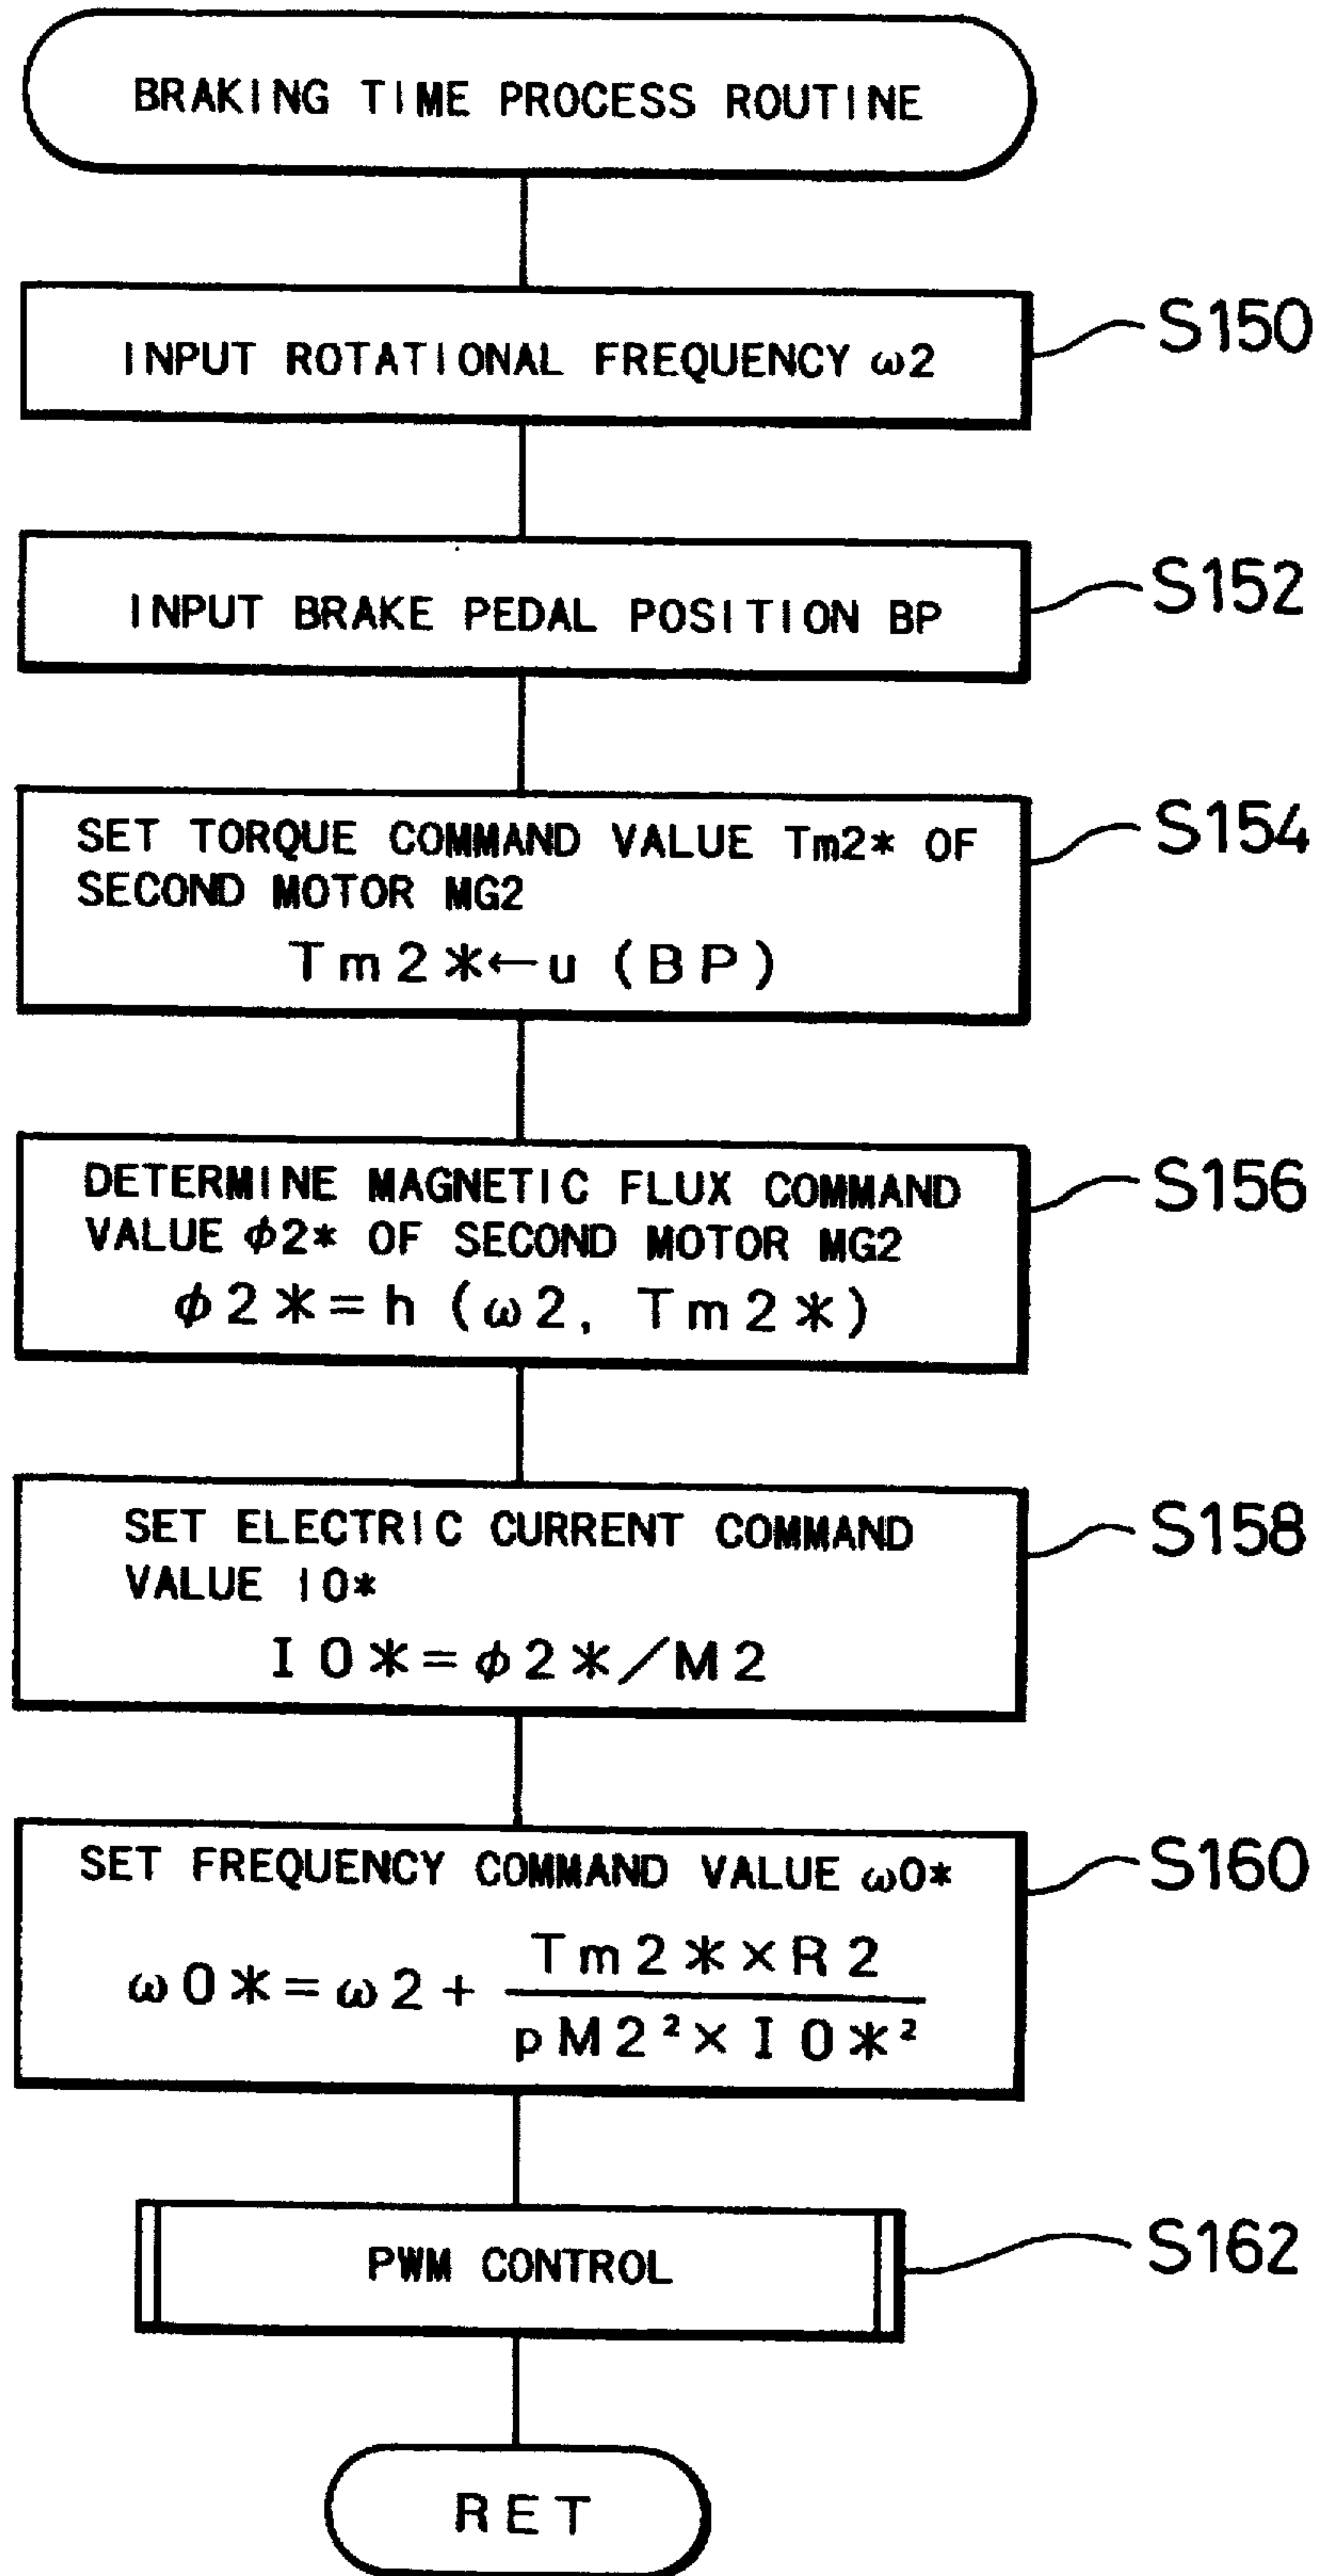 BRAKING TIME PROCESS ROUTINE
INPUT ROTATIONAL FREQUENCY ω2
S150
INPUT BRAKE PEDAL POSITION BP
S152
SET TORQUE COMMAND VALUE Tm2* OF
SECOND MOTOR MG2
Tm2*←u (BP)
S154
DETERMINE MAGNETIC FLUX COMMAND
VALUE φ2* OF SECOND MOTOR MG2
φ2*=h (ω2, Tm2*)
S156
SET ELECTRIC CURRENT COMMAND
VALUE I0*
I0*=φ2*/M2
S158
SET FREQUENCY COMMAND VALUE ω0*
ω0*=ω2+ Tm2*×R2
pM2²×I0*²
S160
PWM CONTROL
S162
RET